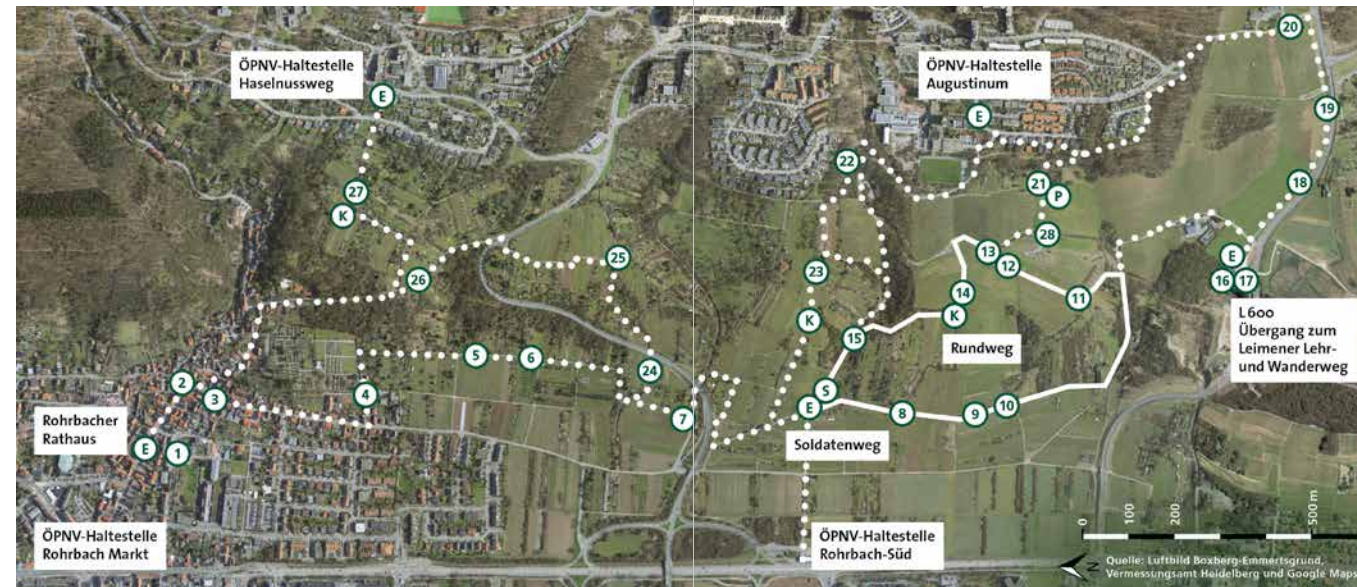 ÖPNV-Haltestelle
Haselnussweg
E
27
K
26
25
5
6
24
4
2
3
7
Rohrbacher
Rathaus
E
1
ÖPNV-Haltestelle
Rohrbach Markt
ÖPNV-Haltestelle
Augustinum
E
20
19
18
22
21
P
28
13
12
11
14
K
Rundweg
23
K
15
S
E
8
9
10
Soldatenweg
E
16
17
L 600
Übergang zum
Leimener Lehr-
und Wanderweg
ÖPNV-Haltestelle
Rohrbach-Süd
0
100
200
500 m
N
Quelle: Luftbild Boxberg-Emmertsgrund,
Vermessungsamt Heidelberg und Google Maps